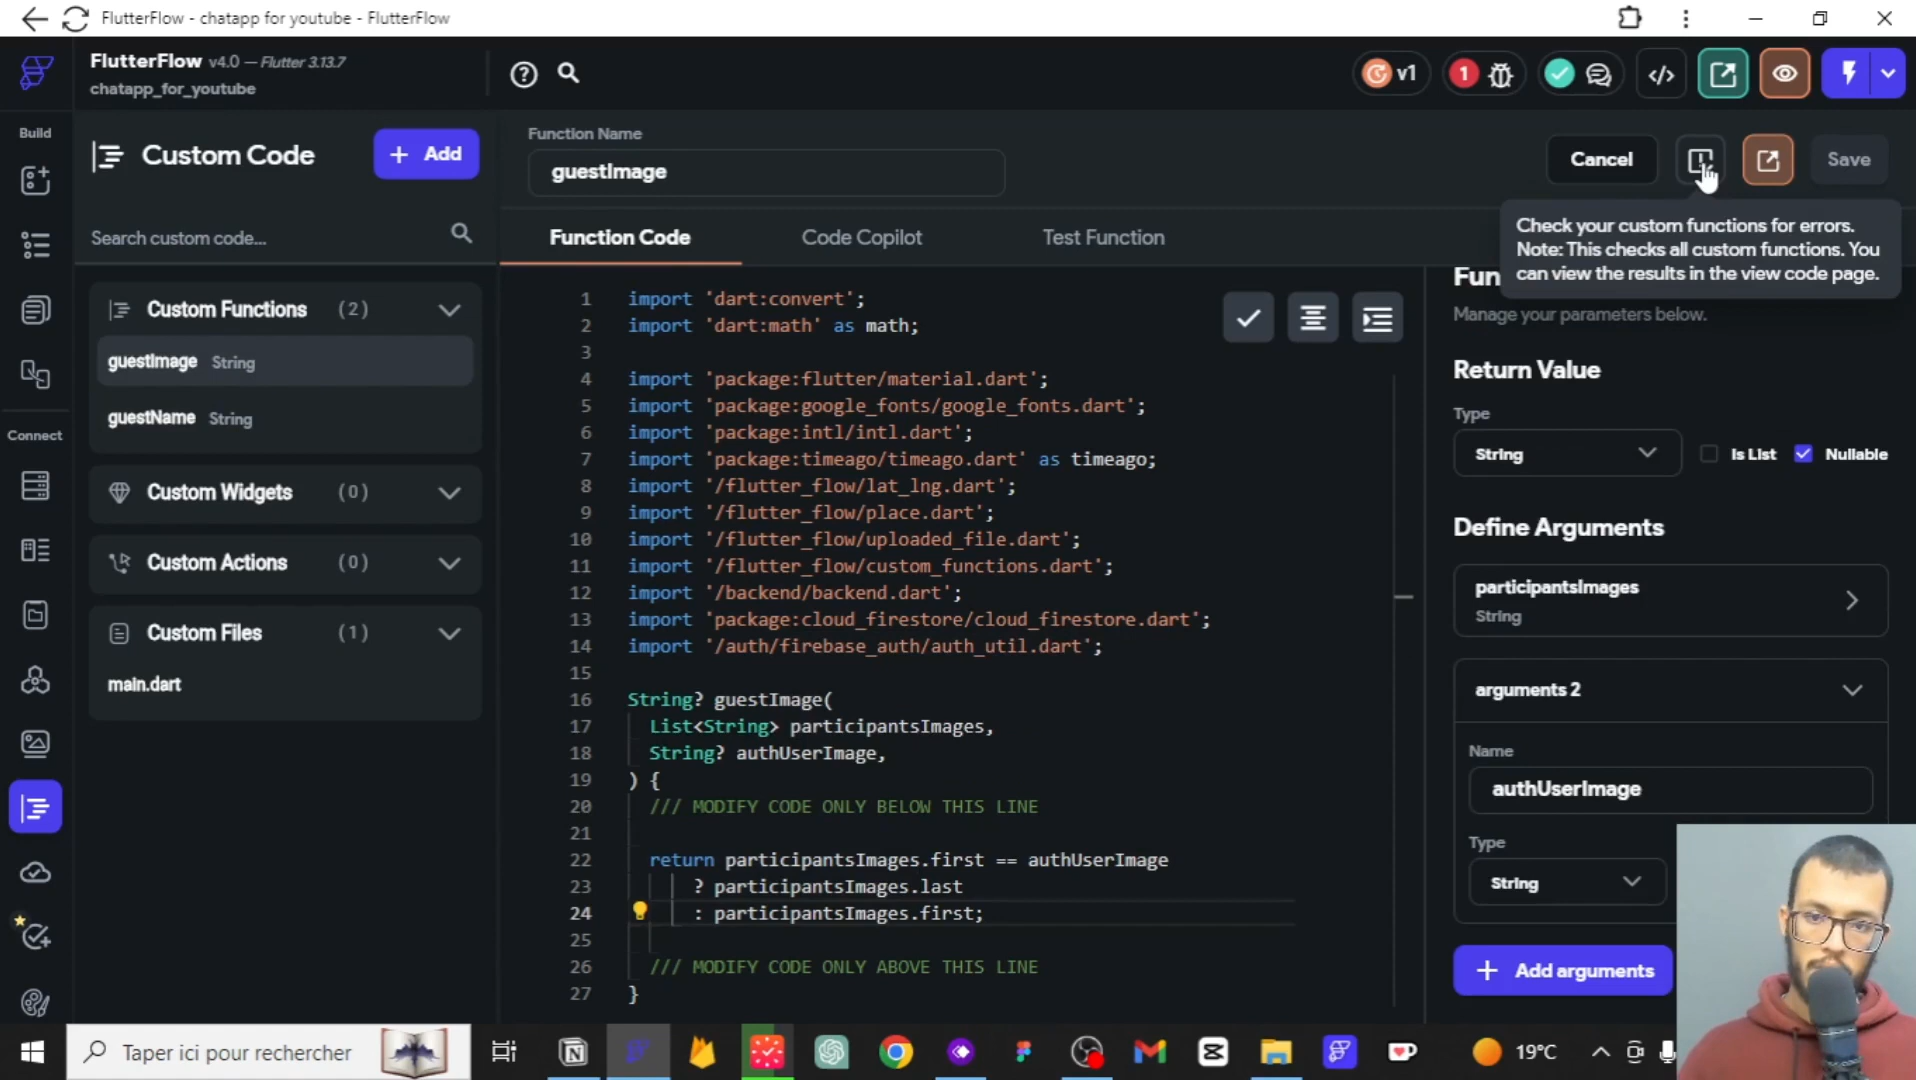 FlutterFlow - chatapp for youtube - FlutterFlow
FlutterFlow v4.0 — Flutter 3.13.7
chatapp_for_youtube
v1
1
Build
Connect
Custom Code
+ Add
Search custom code...
Custom Functions (2)
guestImage String
guestName String
Custom Widgets (0)
Custom Actions (0)
Custom Files (1)
main.dart
Function Name
guestImage
Cancel
Save
Check your custom functions for errors.
Note: This checks all custom functions. You
can view the results in the view code page.
Function Code
Code Copilot
Test Function
1 import 'dart:convert';
2 import 'dart:math' as math;
3
4 import 'package:flutter/material.dart';
5 import 'package:google_fonts/google_fonts.dart';
6 import 'package:intl/intl.dart';
7 import 'package:timeago/timeago.dart' as timeago;
8 import '/flutter_flow/lat_lng.dart';
9 import '/flutter_flow/place.dart';
10 import '/flutter_flow/uploaded_file.dart';
11 import '/flutter_flow/custom_functions.dart';
12 import '/backend/backend.dart';
13 import 'package:cloud_firestore/cloud_firestore.dart';
14 import '/auth/firebase_auth/auth_util.dart';
15
16 String? guestImage(
17 List<String> participantsImages,
18 String? authUserImage,
19 ) {
20 /// MODIFY CODE ONLY BELOW THIS LINE
21
22 return participantsImages.first == authUserImage
23 ? participantsImages.last
24 : participantsImages.first;
25
26 /// MODIFY CODE ONLY ABOVE THIS LINE
27 }
Manage your parameters below.
Return Value
Type
String
Is List
Nullable
Define Arguments
participantsImages
String
arguments 2
Name
authUserImage
Type
String
+ Add arguments
Taper ici pour rechercher
19°C